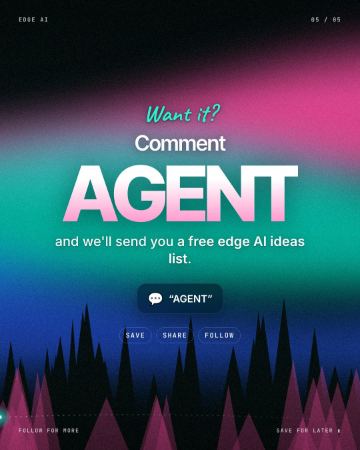 EDGE AI
05 / 05
Want it?
Comment
AGENT
and we'll send you a free edge AI ideas
list.
💬 “AGENT”
SAVE
SHARE
FOLLOW
FOLLOW FOR MORE
SAVE FOR LATER